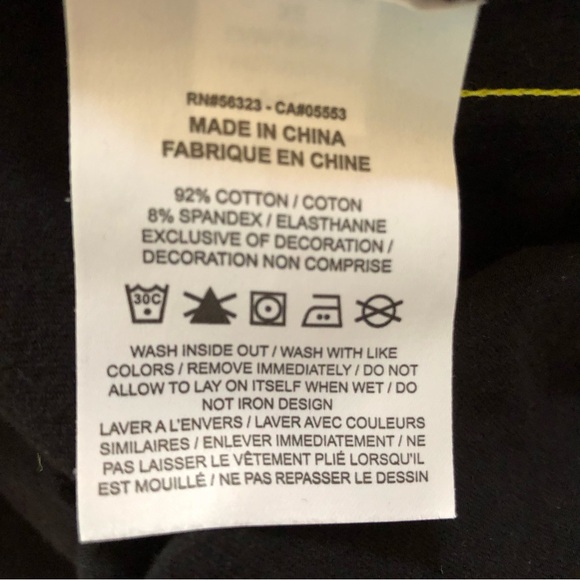 RN#56323 - CA#05553
MADE IN CHINA
FABRIQUE EN CHINE
92% COTTON / COTON
8% SPANDEX / ELASTHANNE
EXCLUSIVE OF DECORATION /
DECORATION NON COMPRISE
30C
WASH INSIDE OUT / WASH WITH LIKE
COLORS / REMOVE IMMEDIATELY / DO NOT
ALLOW TO LAY ON ITSELF WHEN WET / DO
NOT IRON DESIGN
LAVER A L'ENVERS / LAVER AVEC COULEURS
SIMILAIRES / ENLEVER IMMEDIATEMENT / NE
PAS LAISSER LE VÊTEMENT PLIÉ LORSQU'IL
EST MOUILLÉ / NE PAS REPASSER LE DESSIN